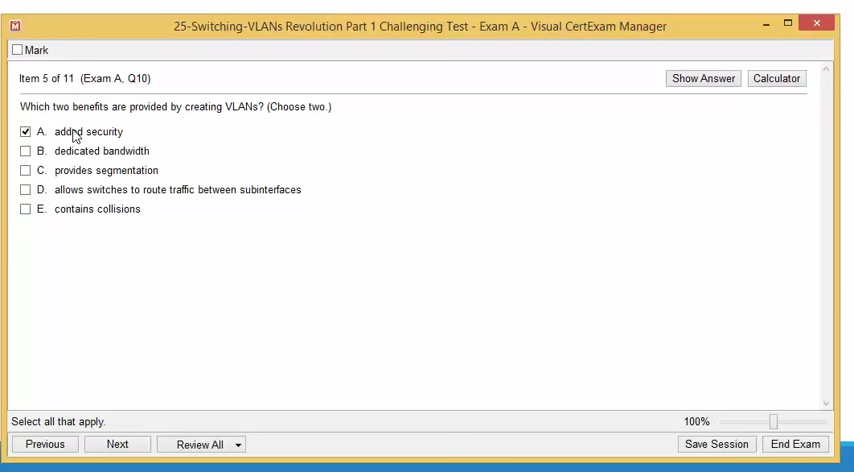 25-Switching-VLANs Revolution Part 1 Challenging Test - Exam A - Visual CertExam Manager
Mark
Item 5 of 11 (Exam A, Q10)
Show Answer
Calculator
Which two benefits are provided by creating VLANs? (Choose two.)
A. added security
B. dedicated bandwidth
C. provides segmentation
D. allows switches to route traffic between subinterfaces
E. contains collisions
Select all that apply.
100%
Previous
Next
Review All
Save Session
End Exam